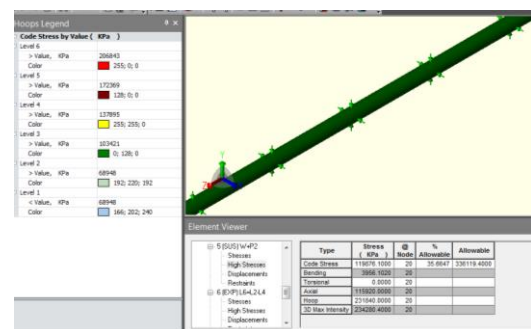 Hoops Legend
Code Stress by Value ( KPa )
Level 6
> Value, KPa 206843
Color 255; 0; 0
Level 5
> Value, KPa 172369
Color 128; 0; 0
Level 4
> Value, KPa 137895
Color 255; 255; 0
Level 3
> Value, KPa 103421
Color 0; 128; 0
Level 2
> Value, KPa 68948
Color 192; 220; 192
Level 1
< Value, KPa 68948
Color 166; 202; 240
Y
Z
Element Viewer
5 (SUS) W+P2
Stresses
High Stresses
Displacements
Restraints
6 (EXP) L6=L2-L4
Stresses
High Stresses
Displacements
Type Stress ( KPa ) @ Node % Allowable Allowable
Code Stress 119876.1000 20 35.6647 336119.4000
Bending 3956.1020 20
Torsional 0.0000 20
Axial 115920.0000 20
Hoop 231840.0000 20
3D Max Intensity 234280.4000 20